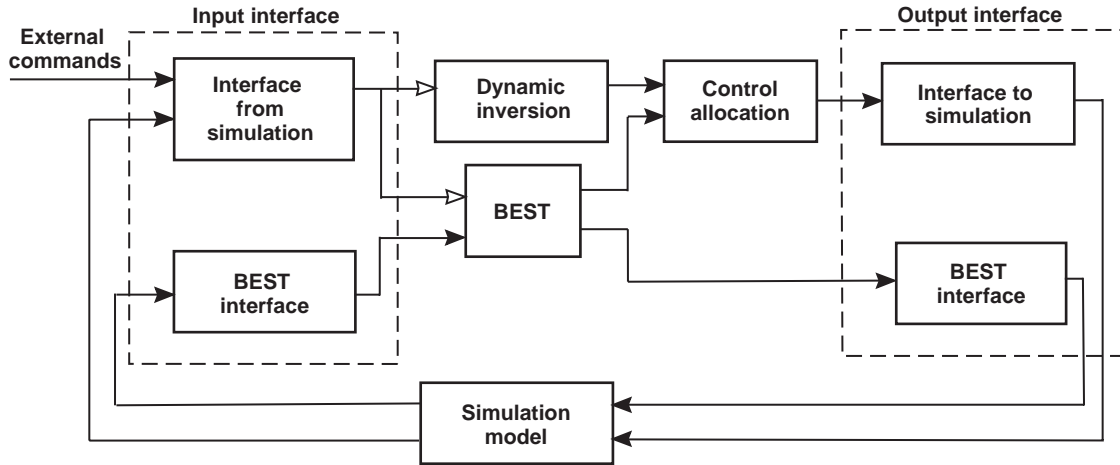 Input interface
Output interface
External
commands
Interface
from
simulation
Dynamic
inversion
Control
allocation
Interface to
simulation
BEST
BEST
interface
BEST
interface
Simulation
model